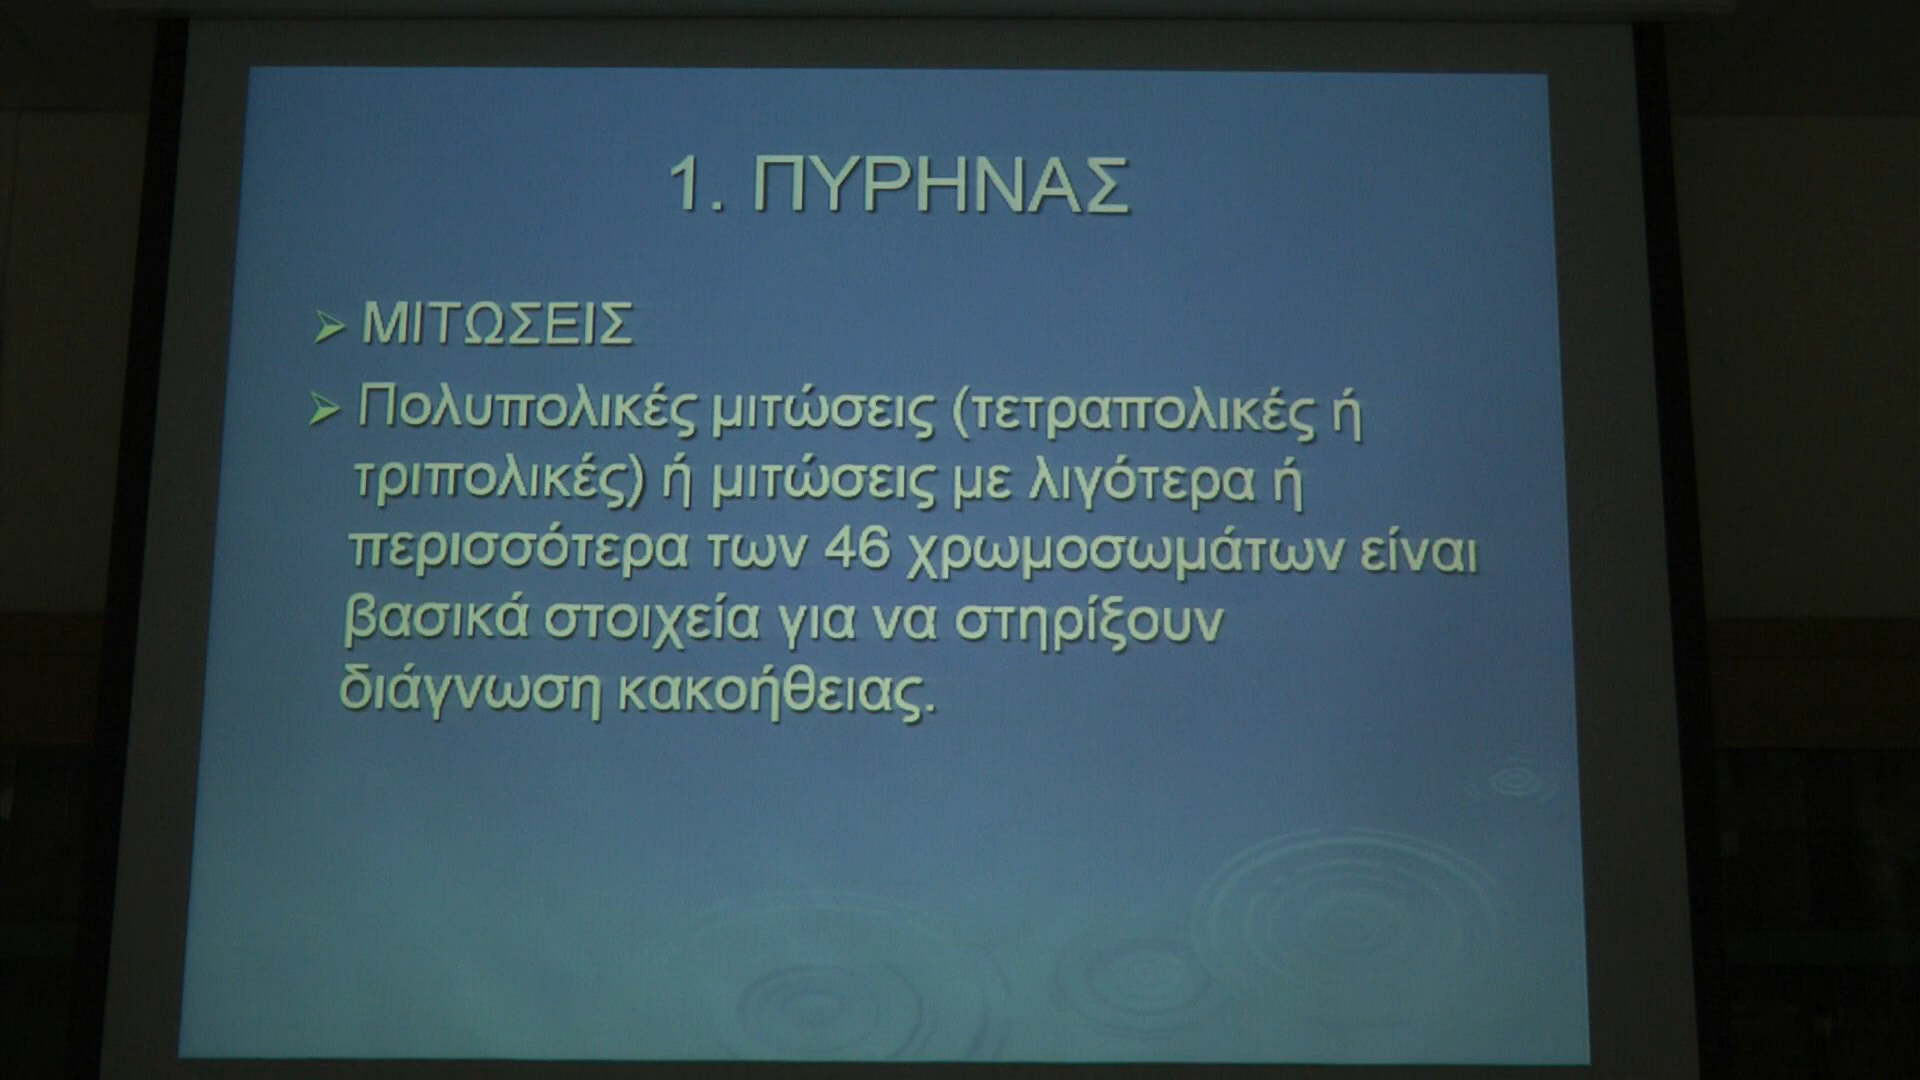 1. ΠΥΡΗΝΑΣ
➢ ΜΙΤΩΣΕΙΣ
➢ Πολυπολικές μιτώσεις (τετραπολικές ή
τριπολικές) ή μιτώσεις με λιγότερα ή
περισσότερα των 46 χρωμοσωμάτων είναι
βασικά στοιχεία για να στηρίξουν
διάγνωση κακοήθειας.